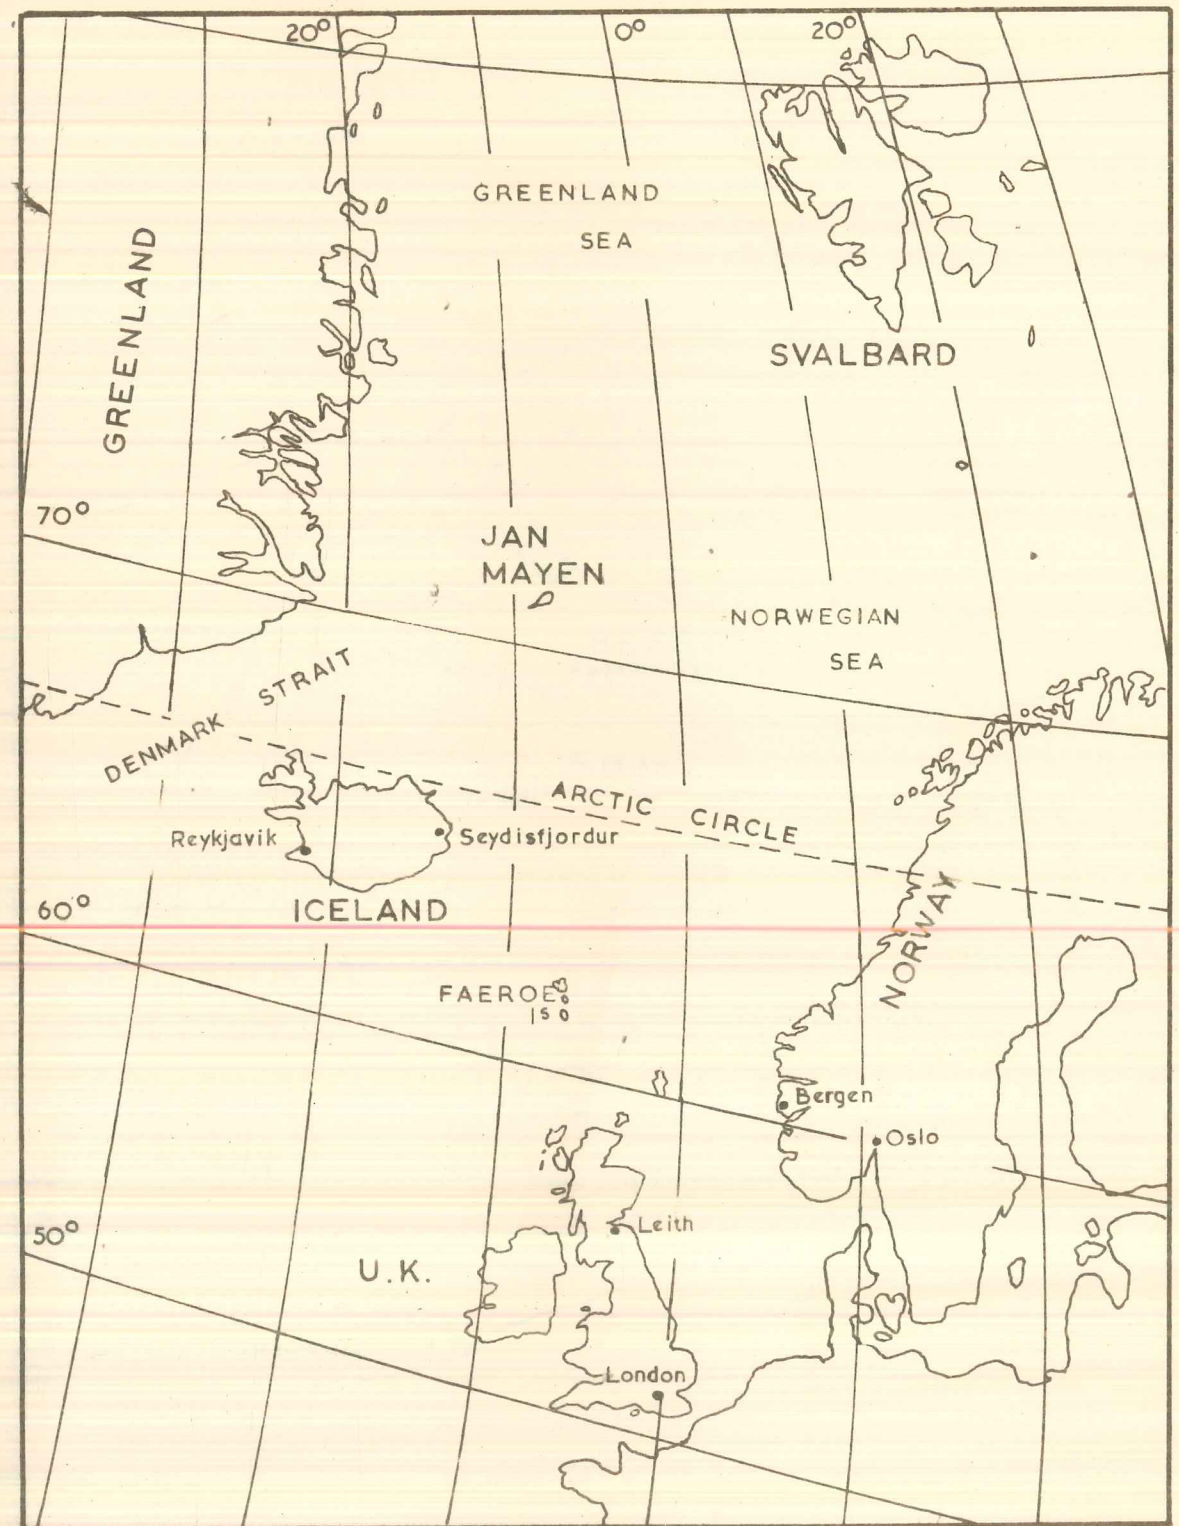 20° 0° 20°
GREENLAND
SEA
GREENLAND
SVALBARD
70°
JAN
MAYEN
NORWEGIAN
SEA
DENMARK STRAIT
ARCTIC CIRCLE
Reykjavik
Seydisfjordur
ICELAND
60°
NORWAY
FAEROE
IS
Bergen
Oslo
Leith
50°
U.K.
London